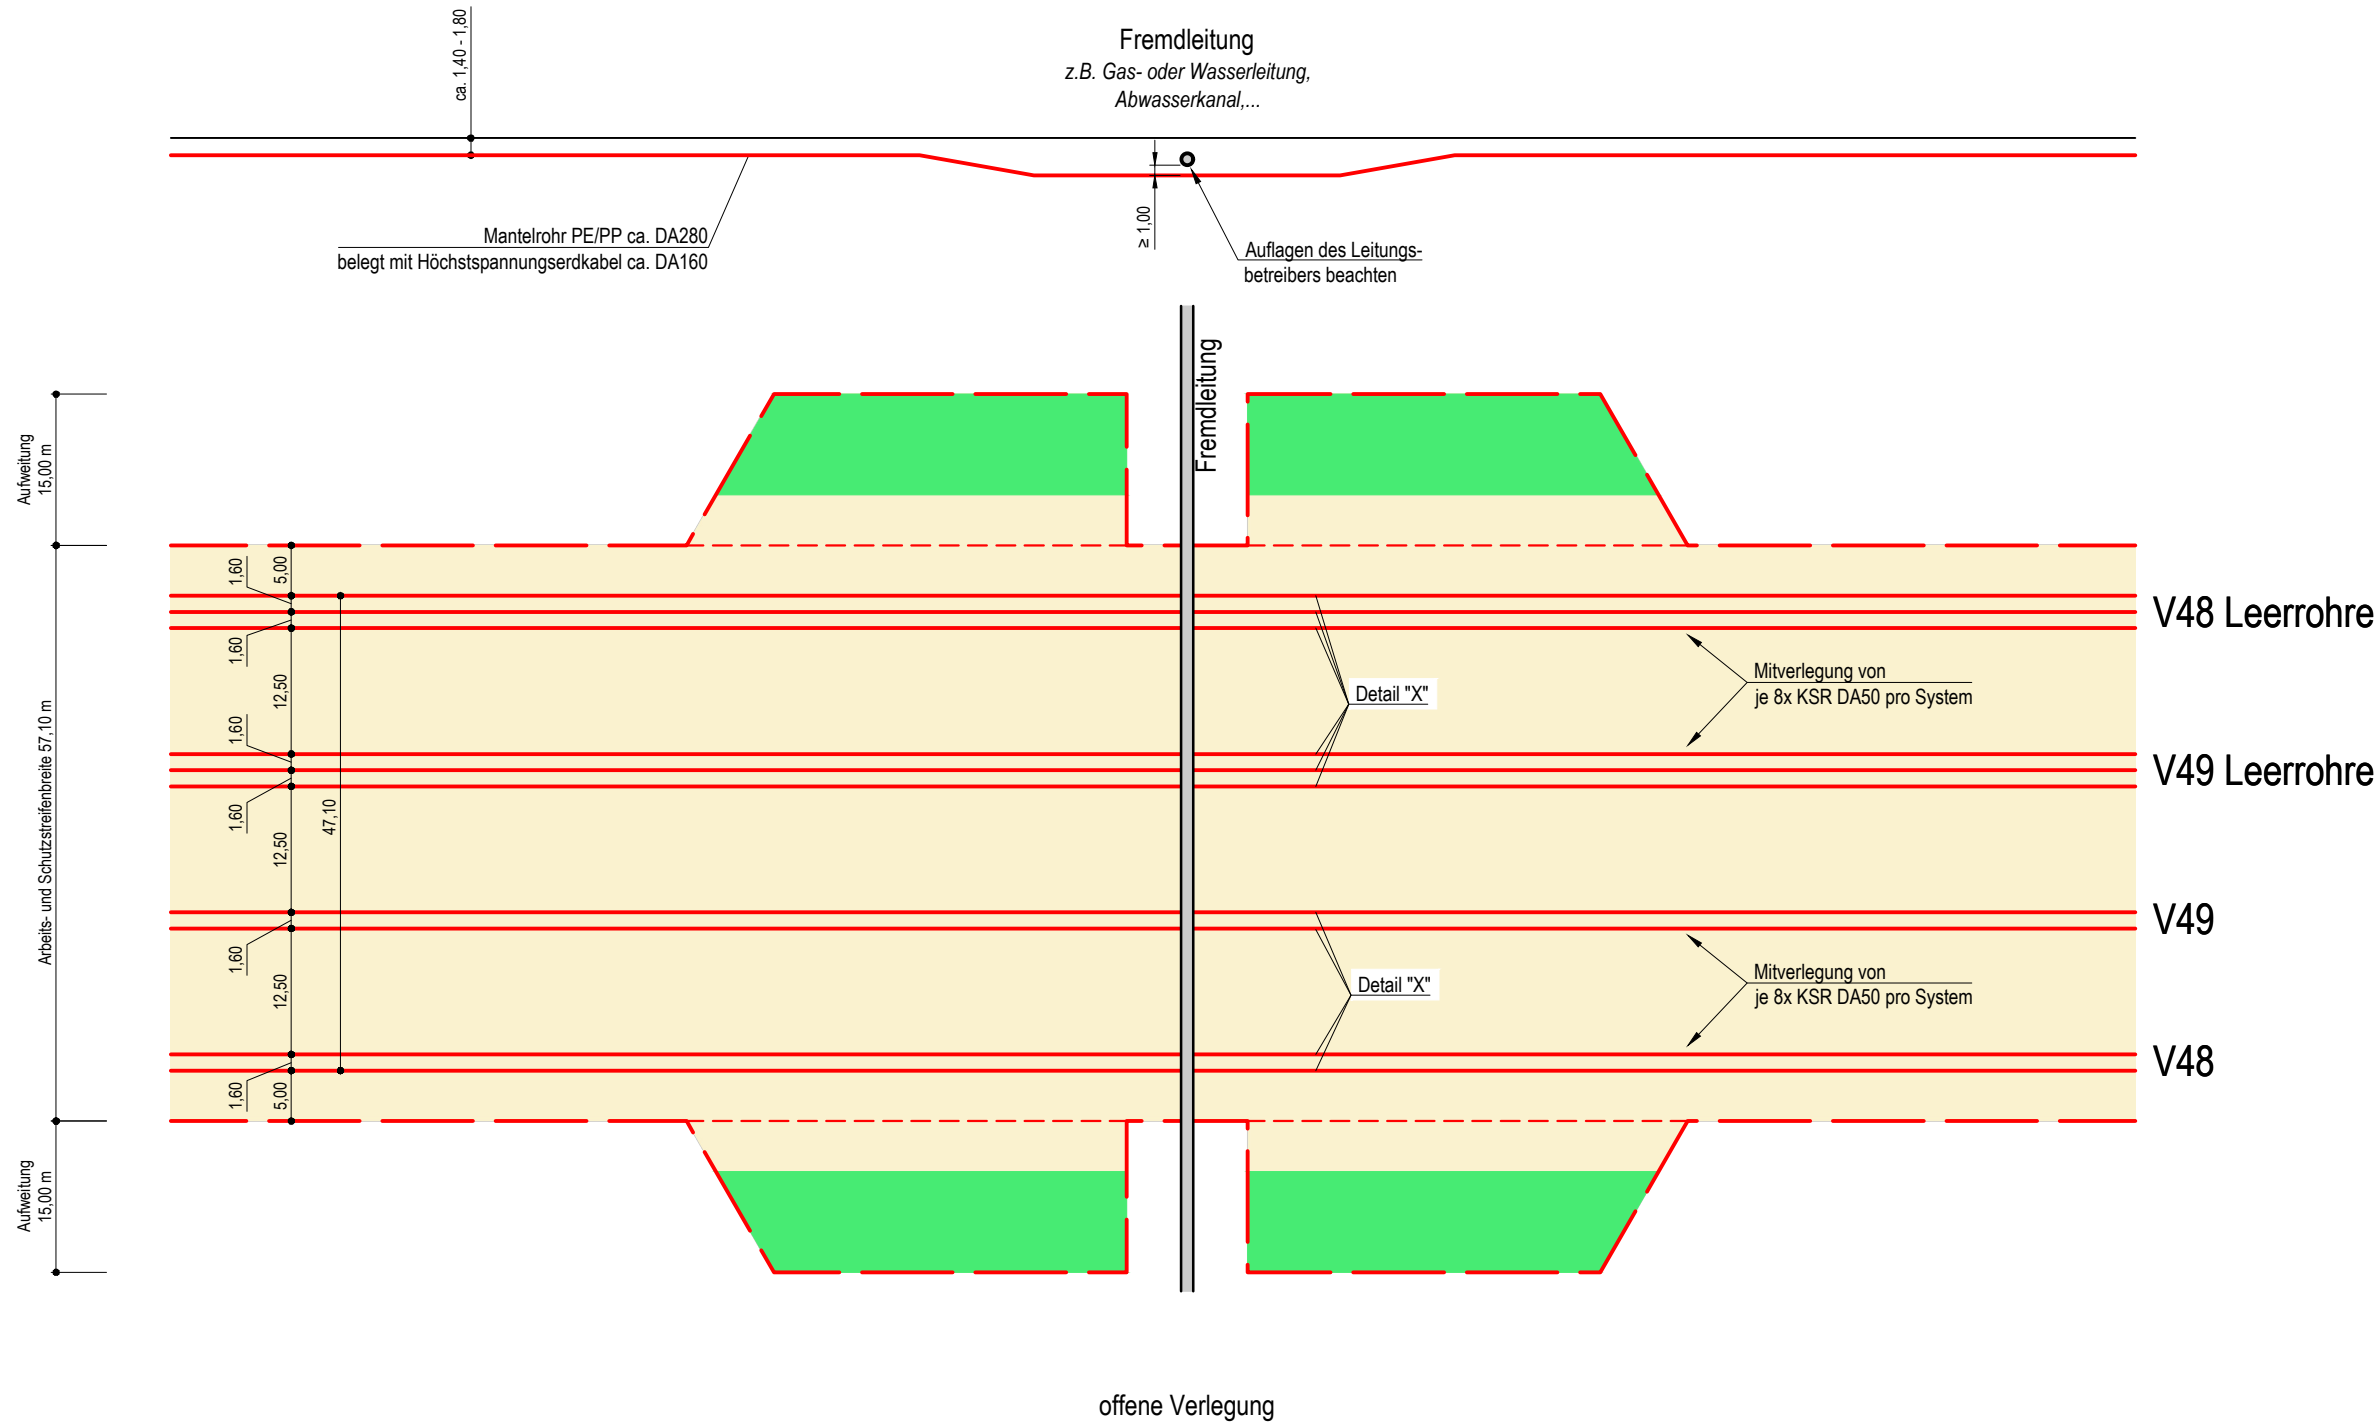 ca. 1,40 - 1,80
Fremdleitung
z.B. Gas- oder Wasserleitung,
Abwasserkanal,...
Mantelrohr PE/PP ca. DA280
belegt mit Höchstspannungserdkabel ca. DA160
≥ 1,00
Auflagen des Leitungs-
betreibers beachten
Fremdleitung
Aufweitung
15,00 m
1,60
5,00
V48 Leerrohre
1,60
12,50
Detail "X"
Mitverlegung von
je 8x KSR DA50 pro System
1,60
V49 Leerrohre
1,60
12,50
47,10
Arbeits- und Schutzstreifenbreite 57,10 m
V49
1,60
12,50
Detail "X"
Mitverlegung von
je 8x KSR DA50 pro System
V48
1,60
5,00
Aufweitung
15,00 m
offene Verlegung